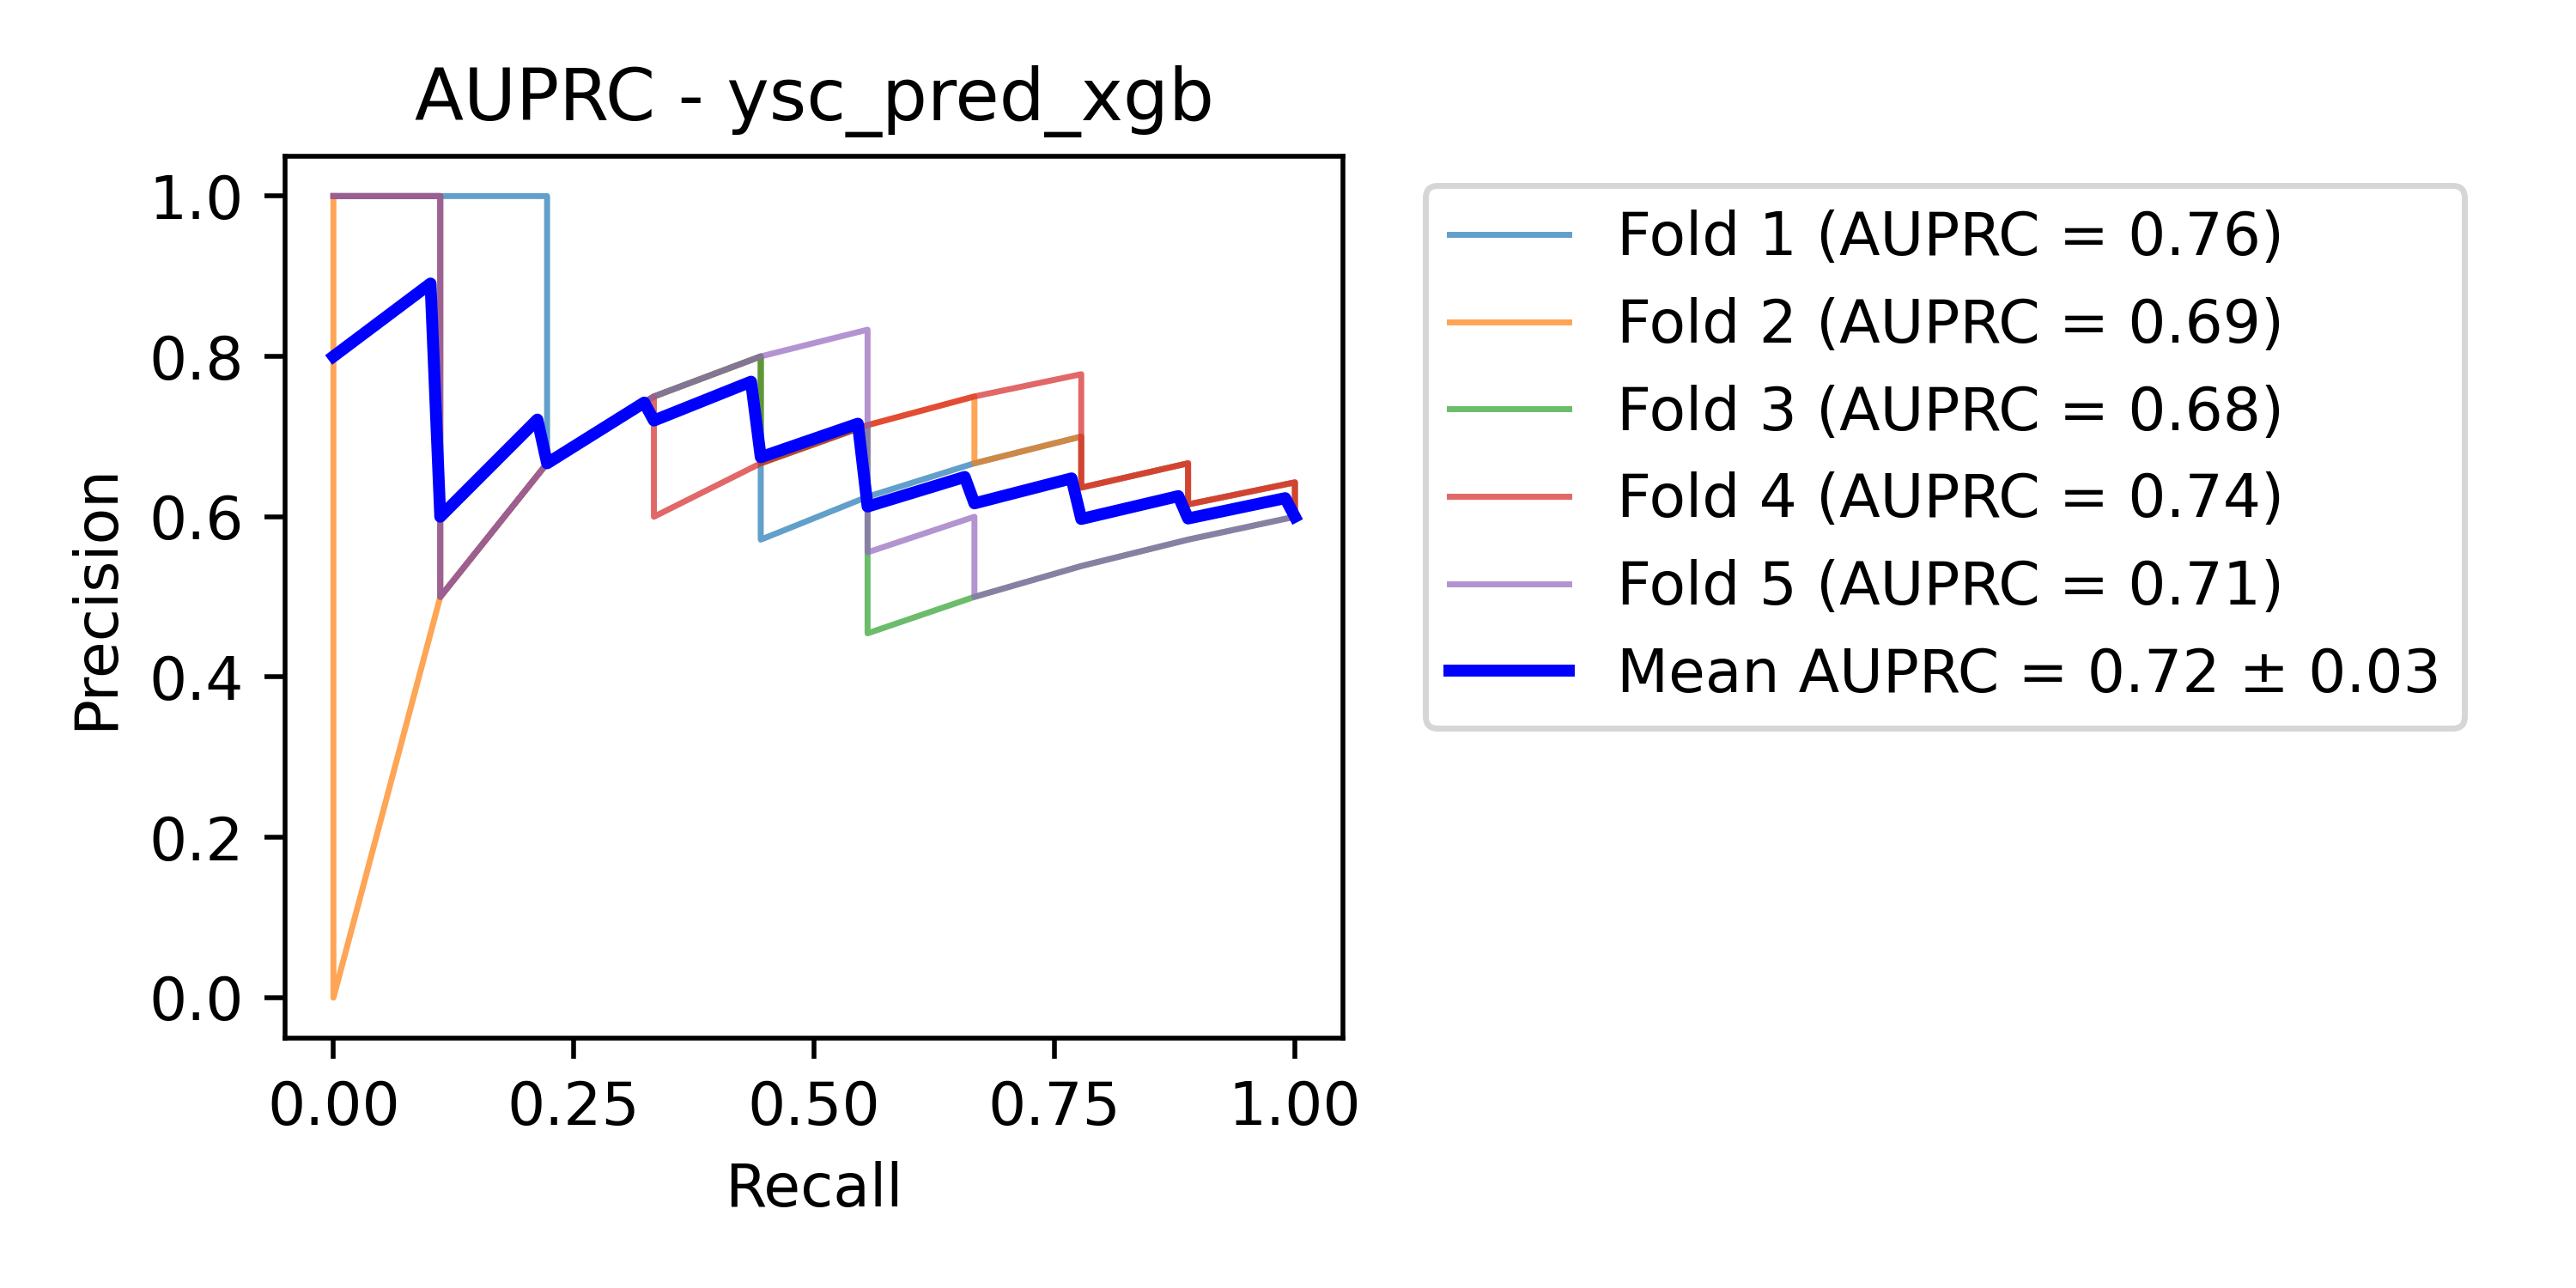 AUPRC - ysc_pred_xgb
1.0
0.8
0.6
0.4
0.2
0.0
Precision
0.00 0.25 0.50 0.75 1.00
Recall
Fold 1 (AUPRC = 0.76)
Fold 2 (AUPRC = 0.69)
Fold 3 (AUPRC = 0.68)
Fold 4 (AUPRC = 0.74)
Fold 5 (AUPRC = 0.71)
Mean AUPRC = 0.72 ± 0.03